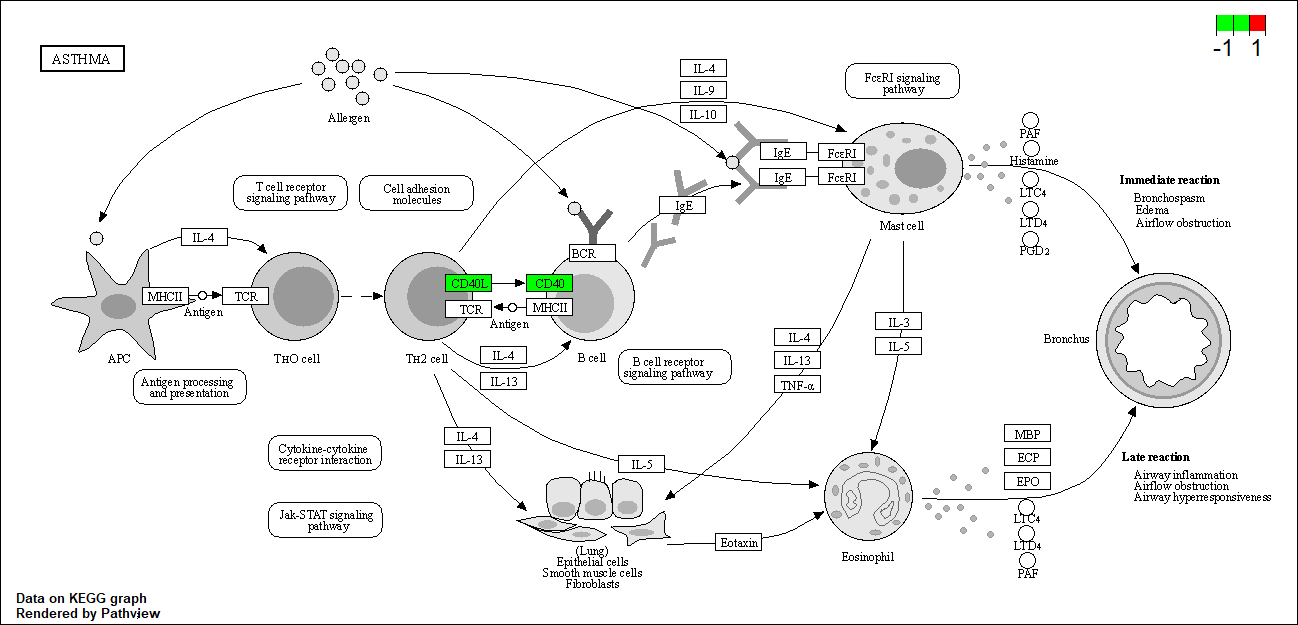 -1 1
ASTHMA
Allergen
IL-4
IL-9
IL-10
FcεRI signaling
pathway
IgE
FcεRI
IgE
FcεRI
Mast cell
PAF
Histamine
LTC4
LTD4
PGD2
Immediate reaction
Bronchospasm
Edema
Airflow obstruction
T cell receptor
signaling pathway
Cell adhesion
molecules
IgE
IL-4
BCR
MHCII
Antigen
TCR
CD40L
CD40
TCR
Antigen
MHCII
APC
TH0 cell
TH2 cell
B cell
IL-4
IL-13
B cell receptor
signaling pathway
Antigen processing
and presentation
IL-4
IL-13
TNF-α
IL-3
IL-5
Bronchus
Cytokine-cytokine
receptor interaction
IL-4
IL-13
IL-5
Jak-STAT signaling
pathway
MBP
ECP
EPO
LTC4
LTD4
PAF
Late reaction
Airway inflammation
Airflow obstruction
Airway hyperresponsiveness
Eotaxin
Eosinophil
(Lung)
Epithelial cells
Smooth muscle cells
Fibroblasts
Data on KEGG graph
Rendered by Pathview